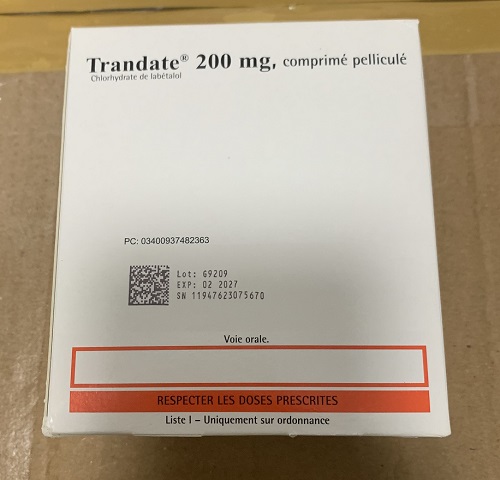 Trandate® 200 mg, comprimé pelliculé
Chlorhydrate de labétalol
PC: 03400937482363
Lot: G9209
EXP: 02 2027
SN 11947623075670
Voie orale.
RESPECTER LES DOSES PRESCRITES
Liste I – Uniquement sur ordonnance